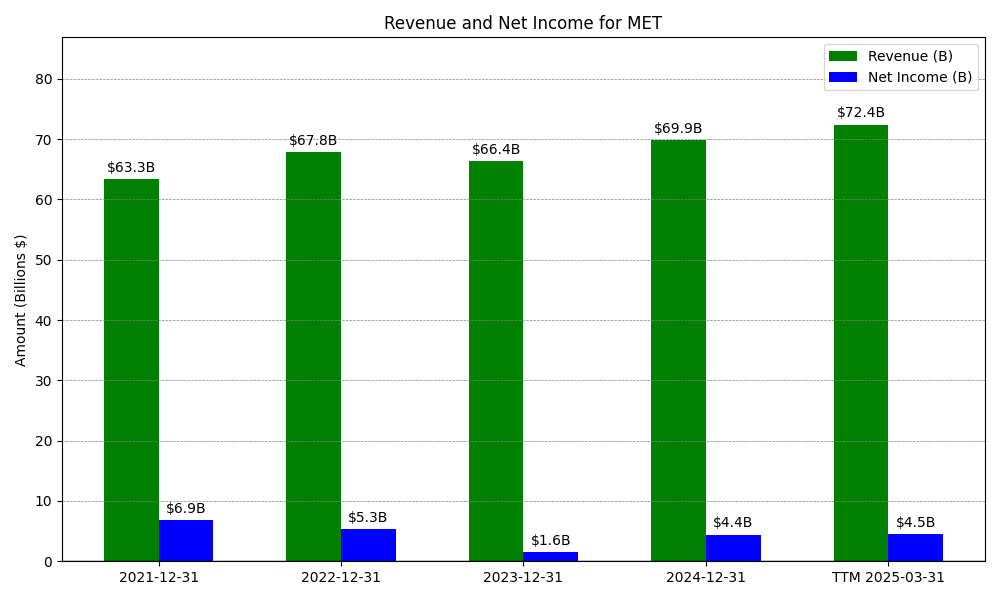 Revenue and Net Income for MET
Revenue (B)
Net Income (B)
Amount (Billions $)
80
70
60
50
40
30
20
10
0
$63.3B
$6.9B
$67.8B
$5.3B
$66.4B
$1.6B
$69.9B
$4.4B
$72.4B
$4.5B
2021-12-31
2022-12-31
2023-12-31
2024-12-31
TTM 2025-03-31